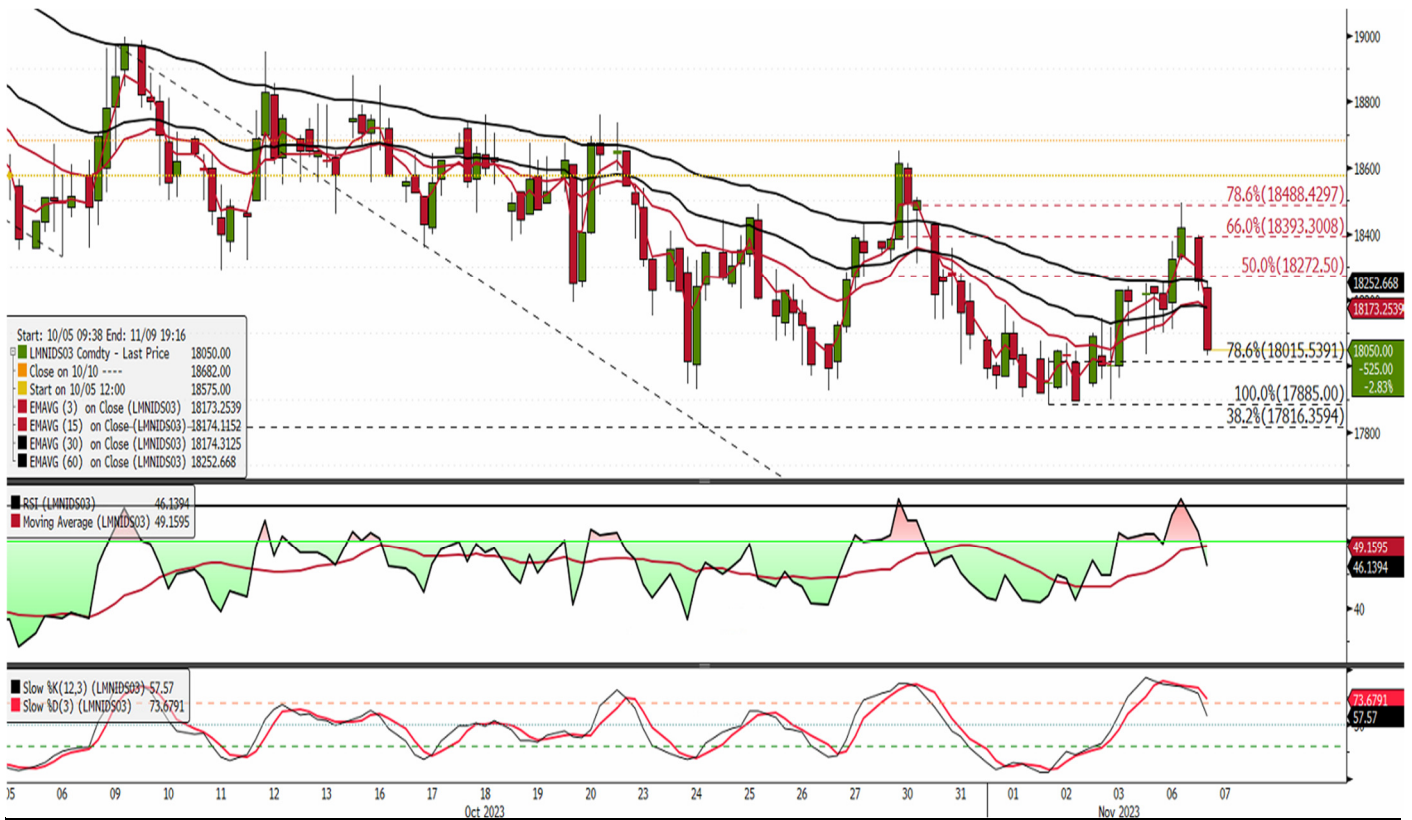 19000
18800
18600
78.6%(18488.4297)
66.0%(18393.3008)
18400
50.0%(18272.50)
18252.668
18173.2539
78.6%(18015.5391)
18050.00
-525.00
-2.83%
100.0%(17885.00)
38.2%(17816.3594)
17800
Start: 10/05 09:38 End: 11/09 19:16
LMNIDS03 Comdty - Last Price 18050.00
Close on 10/10 ---- 18682.00
Start on 10/05 12:00 18575.00
EMAVG (3) on Close (LMNIDS03) 18173.2539
EMAVG (15) on Close (LMNIDS03) 18174.1152
EMAVG (30) on Close (LMNIDS03) 18174.3125
EMAVG (60) on Close (LMNIDS03) 18252.668
RSI (LMNIDS03) 46.1394
Moving Average (LMNIDS03) 49.1595
49.1595
46.1394
40
Slow %K(12,3) (LMNIDS03) 57.57
Slow %D(3) (LMNIDS03) 73.6791
73.6791
57.57
05 06 09 10 11 12 13 16 17 18 19 20 23 24 25 26 27 30 31 01 02 03 06 07
Oct 2023 Nov 2023